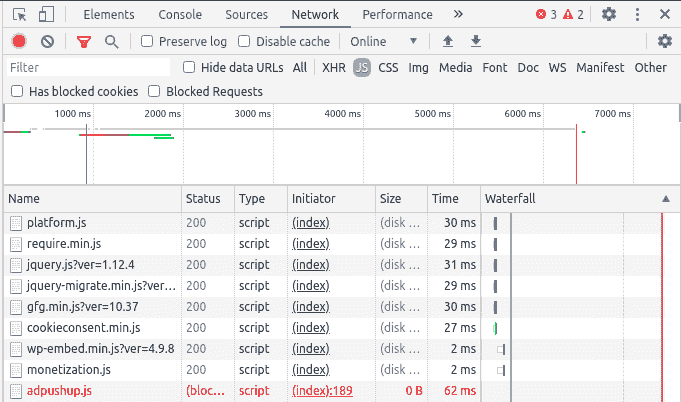 Elements Console Sources Network Performance » 3 2
Preserve log Disable cache Online
Filter Hide data URLs All XHR JS CSS Img Media Font Doc WS Manifest Other
Has blocked cookies Blocked Requests
1000 ms 2000 ms 3000 ms 4000 ms 5000 ms 6000 ms 7000 ms
Name Status Type Initiator Size Time Waterfall
platform.js 200 script (index) (disk ... 30 ms
require.min.js 200 script (index) (disk ... 29 ms
jquery.js?ver=1.12.4 200 script (index) (disk ... 31 ms
jquery-migrate.min.js?ver... 200 script (index) (disk ... 29 ms
gfg.min.js?ver=10.37 200 script (index) (disk ... 30 ms
cookieconsent.min.js 200 script (index) (disk ... 27 ms
wp-embed.min.js?ver=4.9.8 200 script (index) (disk ... 2 ms
monetization.js 200 script (index) (disk ... 2 ms
adpushup.js (bloc... script (index):189 0 B 62 ms